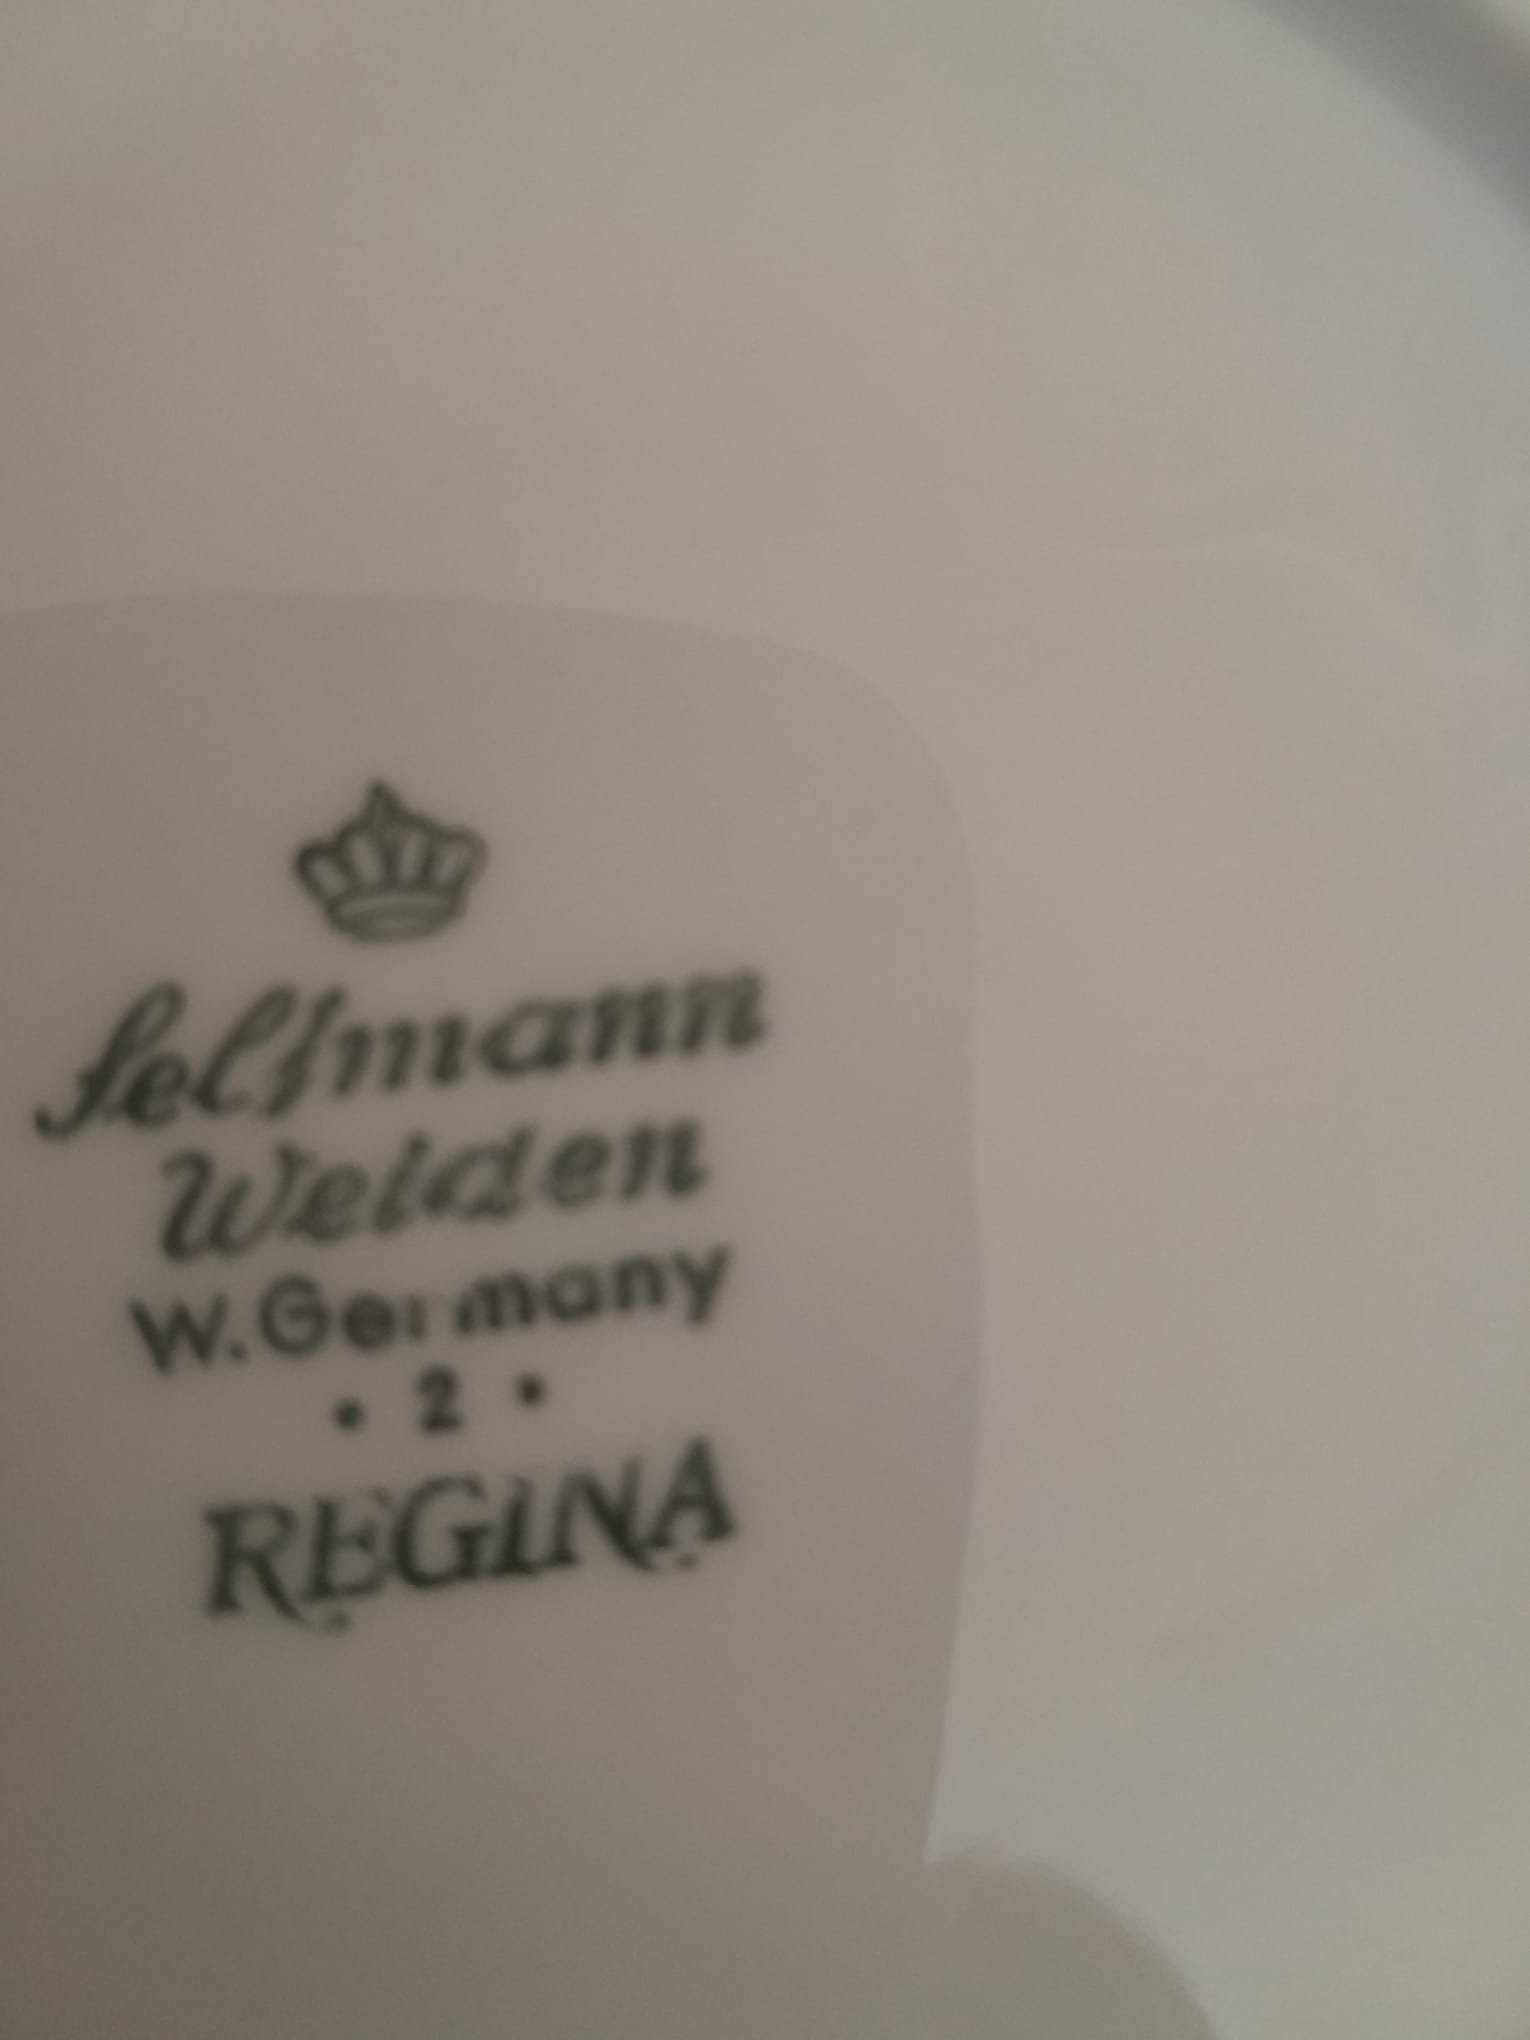 Seltmann
Weiden
W.Germany
• 2 •
REGINA